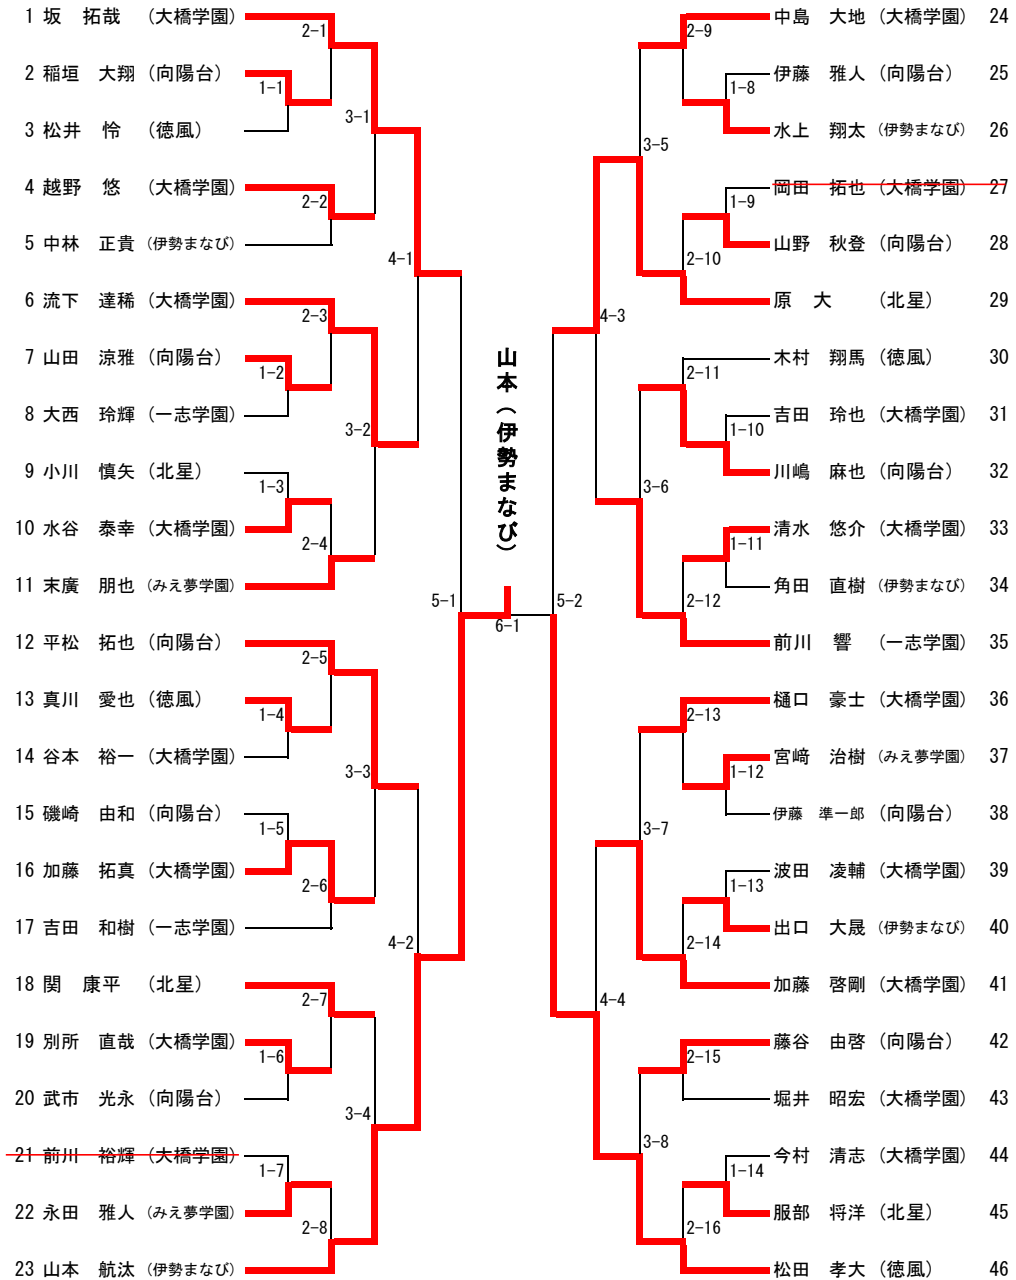 1 坂 拓哉 (大橋学園)
2-1
2 稲垣 大翔 (向陽台)
1-1
3 松井 怜 (徳風)
3-1
4 越野 悠 (大橋学園)
2-2
5 中林 正貴 (伊勢まなび)
4-1
6 流下 達稀 (大橋学園)
2-3
7 山田 涼雅 (向陽台)
1-2
8 大西 玲輝 (一志学園)
3-2
9 小川 慎矢 (北星)
1-3
10 水谷 泰幸 (大橋学園)
2-4
11 末廣 朋也 (みえ夢学園)
5-1
12 平松 拓也 (向陽台)
2-5
13 真川 愛也 (徳風)
1-4
14 谷本 裕一 (大橋学園)
3-3
15 磯崎 由和 (向陽台)
1-5
16 加藤 拓真 (大橋学園)
2-6
17 吉田 和樹 (一志学園)
4-2
18 関 康平 (北星)
2-7
19 別所 直哉 (大橋学園)
1-6
20 武市 光永 (向陽台)
3-4
21 前川 裕輝 (大橋学園)
1-7
22 永田 雅人 (みえ夢学園)
2-8
23 山本 航汰 (伊勢まなび)
山本(伊勢まなび)
6-1
中島 大地 (大橋学園) 24
2-9
伊藤 雅人 (向陽台) 25
1-8
水上 翔太 (伊勢まなび) 26
3-5
岡田 拓也 (大橋学園) 27
1-9
山野 秋登 (向陽台) 28
2-10
原 大 (北星) 29
4-3
木村 翔馬 (徳風) 30
2-11
吉田 玲也 (大橋学園) 31
1-10
川嶋 麻也 (向陽台) 32
3-6
清水 悠介 (大橋学園) 33
1-11
角田 直樹 (伊勢まなび) 34
2-12
5-2
前川 響 (一志学園) 35
樋口 豪士 (大橋学園) 36
2-13
宮﨑 治樹 (みえ夢学園) 37
1-12
伊藤 準一郎 (向陽台) 38
3-7
波田 凌輔 (大橋学園) 39
1-13
出口 大晟 (伊勢まなび) 40
2-14
加藤 啓剛 (大橋学園) 41
4-4
藤谷 由啓 (向陽台) 42
2-15
堀井 昭宏 (大橋学園) 43
3-8
今村 清志 (大橋学園) 44
1-14
服部 将洋 (北星) 45
2-16
松田 孝大 (徳風) 46